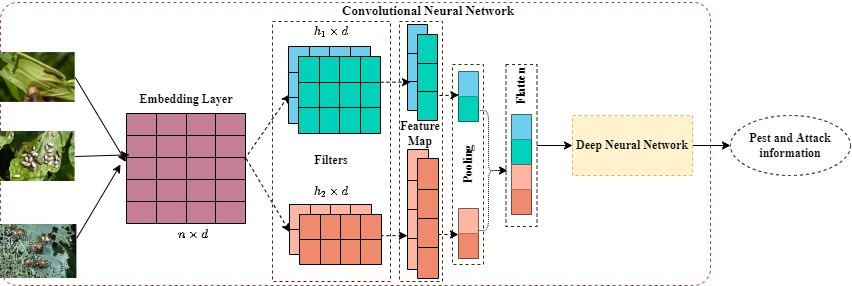 Convolutional Neural Network
h₁ × d
Embedding Layer
n × d
Filters
h₂ × d
Feature
Map
Pooling
Flatten
Deep Neural Network
Pest and Attack
information